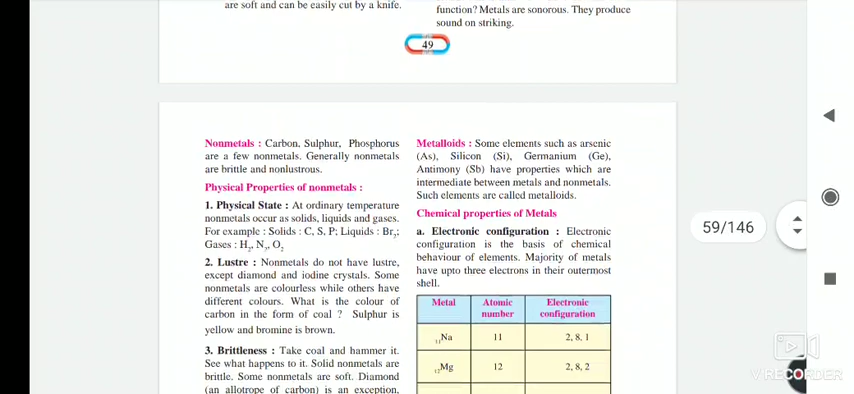 are soft and can be easily cut by a knife.
function? Metals are sonorous. They produce
sound on striking.
49
Nonmetals : Carbon, Sulphur, Phosphorus
are a few nonmetals. Generally nonmetals
are brittle and nonlustrous.
Physical Properties of nonmetals :
1. Physical State : At ordinary temperature
nonmetals occur as solids, liquids and gases.
For example : Solids : C, S, P; Liquids : Br₂;
Gases : H₂, N₂, O₂
2. Lustre : Nonmetals do not have lustre,
except diamond and iodine crystals. Some
nonmetals are colourless while others have
different colours. What is the colour of
carbon in the form of coal ? Sulphur is
yellow and bromine is brown.
3. Brittleness : Take coal and hammer it.
See what happens to it. Solid nonmetals are
brittle. Some nonmetals are soft. Diamond
(an allotrope of carbon) is an exception,
Metalloids : Some elements such as arsenic
(As), Silicon (Si), Germanium (Ge),
Antimony (Sb) have properties which are
intermediate between metals and nonmetals.
Such elements are called metalloids.
Chemical properties of Metals
a. Electronic configuration : Electronic
configuration is the basis of chemical
behaviour of elements. Majority of metals
have upto three electrons in their outermost
shell.
Metal Atomic number Electronic configuration
₁₁Na 11 2, 8, 1
₁₂Mg 12 2, 8, 2
59/146
V RECORDER